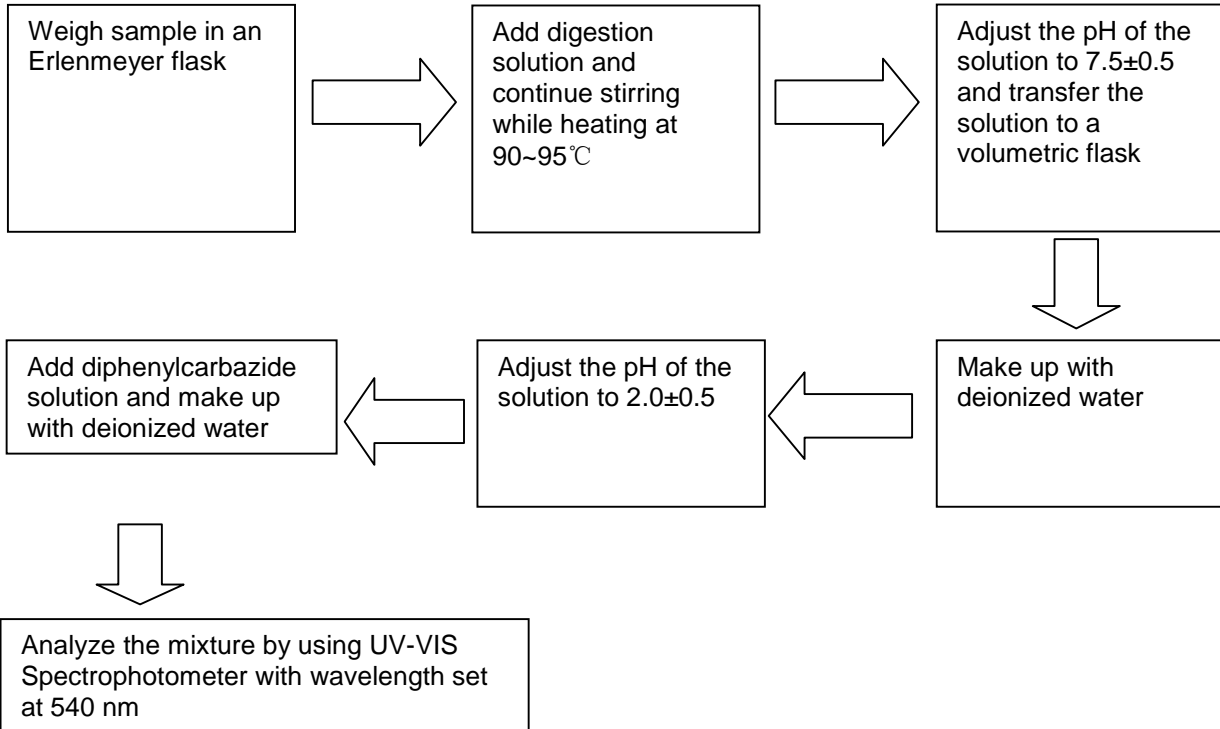 Weigh sample in an
Erlenmeyer flask
Add digestion
solution and
continue stirring
while heating at
90~95℃
Adjust the pH of the
solution to 7.5±0.5
and transfer the
solution to a
volumetric flask
Make up with
deionized water
Adjust the pH of the
solution to 2.0±0.5
Add diphenylcarbazide
solution and make up
with deionized water
Analyze the mixture by using UV-VIS
Spectrophotometer with wavelength set
at 540 nm